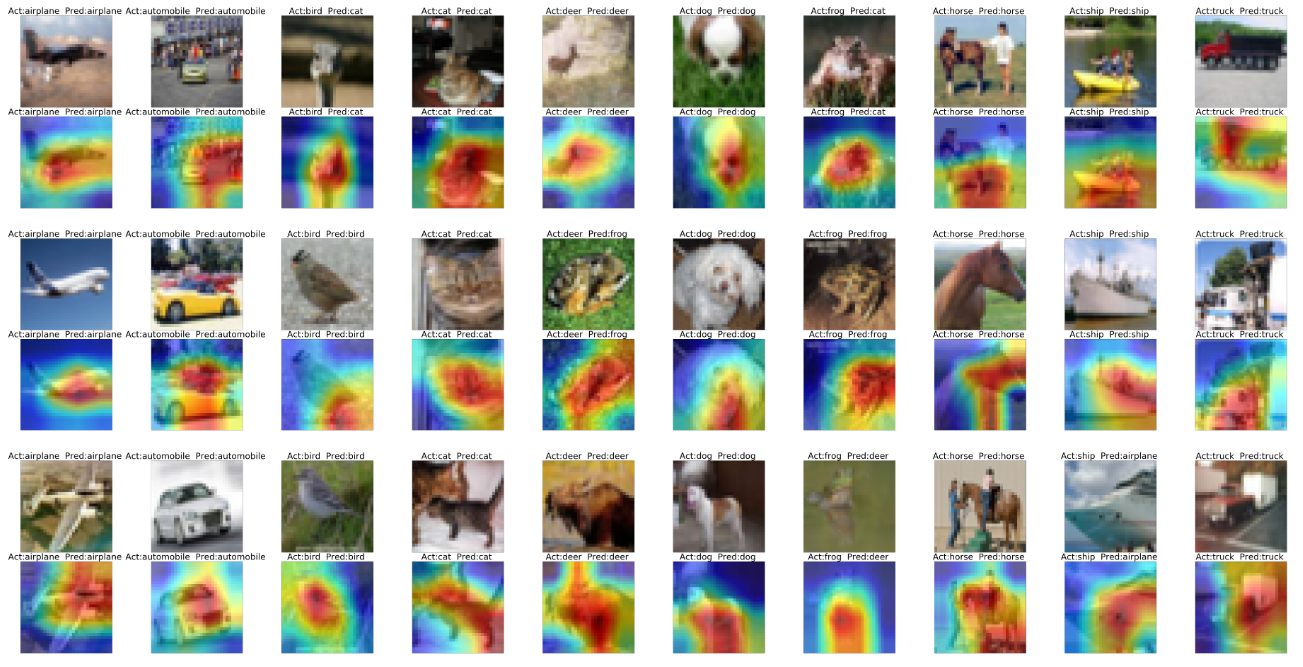 Act:airplane Pred:airplane Act:automobile Pred:automobile Act:bird Pred:cat Act:cat Pred:cat Act:deer Pred:deer Act:dog Pred:dog Act:frog Pred:cat Act:horse Pred:horse Act:ship Pred:ship Act:truck Pred:truck
Act:airplane Pred:airplane Act:automobile Pred:automobile Act:bird Pred:cat Act:cat Pred:cat Act:deer Pred:deer Act:dog Pred:dog Act:frog Pred:cat Act:horse Pred:horse Act:ship Pred:ship Act:truck Pred:truck
Act:airplane Pred:airplane Act:automobile Pred:automobile Act:bird Pred:bird Act:cat Pred:cat Act:deer Pred:frog Act:dog Pred:dog Act:frog Pred:frog Act:horse Pred:horse Act:ship Pred:ship Act:truck Pred:truck
Act:airplane Pred:airplane Act:automobile Pred:automobile Act:bird Pred:bird Act:cat Pred:cat Act:deer Pred:frog Act:dog Pred:dog Act:frog Pred:frog Act:horse Pred:horse Act:ship Pred:ship Act:truck Pred:truck
Act:airplane Pred:airplane Act:automobile Pred:automobile Act:bird Pred:bird Act:cat Pred:cat Act:deer Pred:deer Act:dog Pred:dog Act:frog Pred:deer Act:horse Pred:horse Act:ship Pred:airplane Act:truck Pred:truck
Act:airplane Pred:airplane Act:automobile Pred:automobile Act:bird Pred:bird Act:cat Pred:cat Act:deer Pred:deer Act:dog Pred:dog Act:frog Pred:deer Act:horse Pred:horse Act:ship Pred:airplane Act:truck Pred:truck